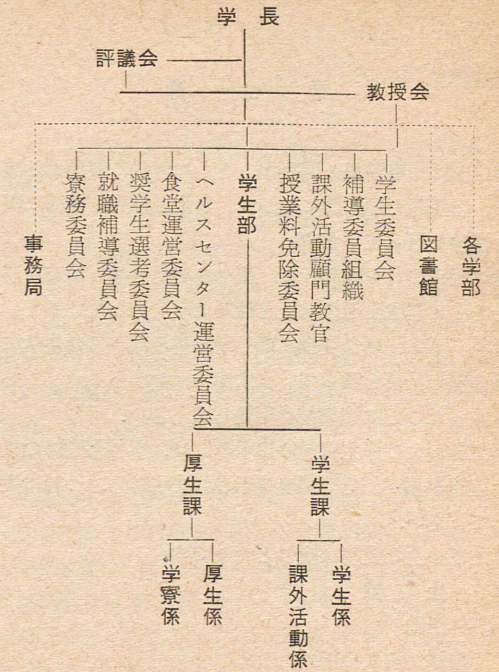 学長
評議会
教授会
各学部
図書館
学生委員会
補導委員組織
課外活動顧問教官
授業料免除委員会
学生部
ヘルスセンター運営委員会
食堂運営委員会
奨学生選考委員会
就職補導委員会
寮務委員会
事務局
学生課
厚生課
学生係
課外活動係
厚生係
学寮係